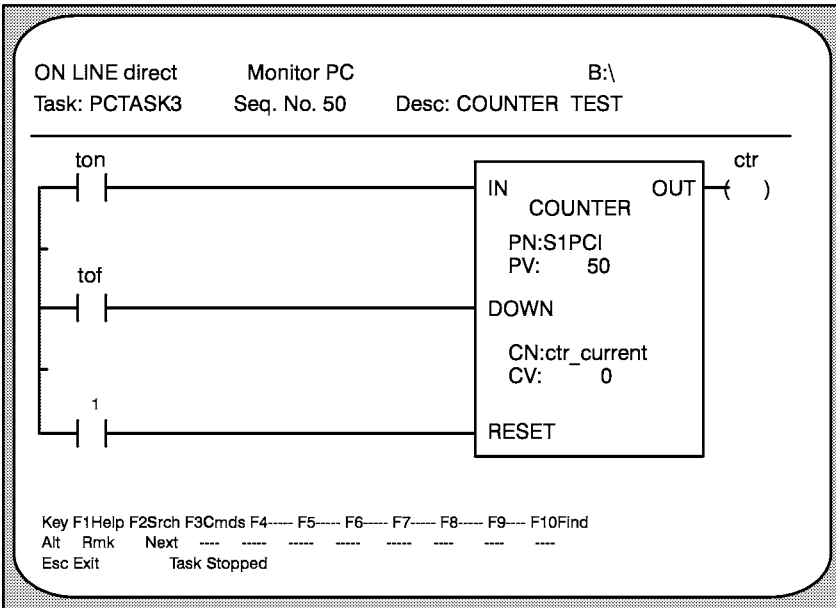 ON LINE direct Monitor PC B:\
Task: PCTASK3 Seq. No. 50 Desc: COUNTER TEST
ton ctr
IN OUT ( )
COUNTER
PN:S1PCI
PV: 50
tof
DOWN
CN:ctr_current
CV: 0
1
RESET
Key F1Help F2Srch F3Cmds F4----- F5----- F6----- F7----- F8----- F9---- F10Find
Alt Rmk Next ---- ----- ----- ----- ----- ---- ---- ----
Esc Exit Task Stopped